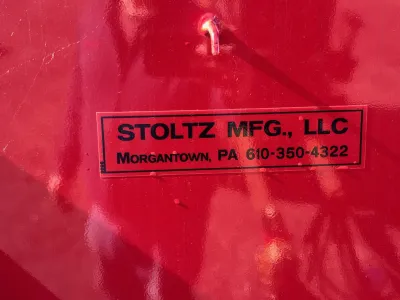 STOLTZ MFG., LLC
MORGANTOWN, PA 610-350-4322